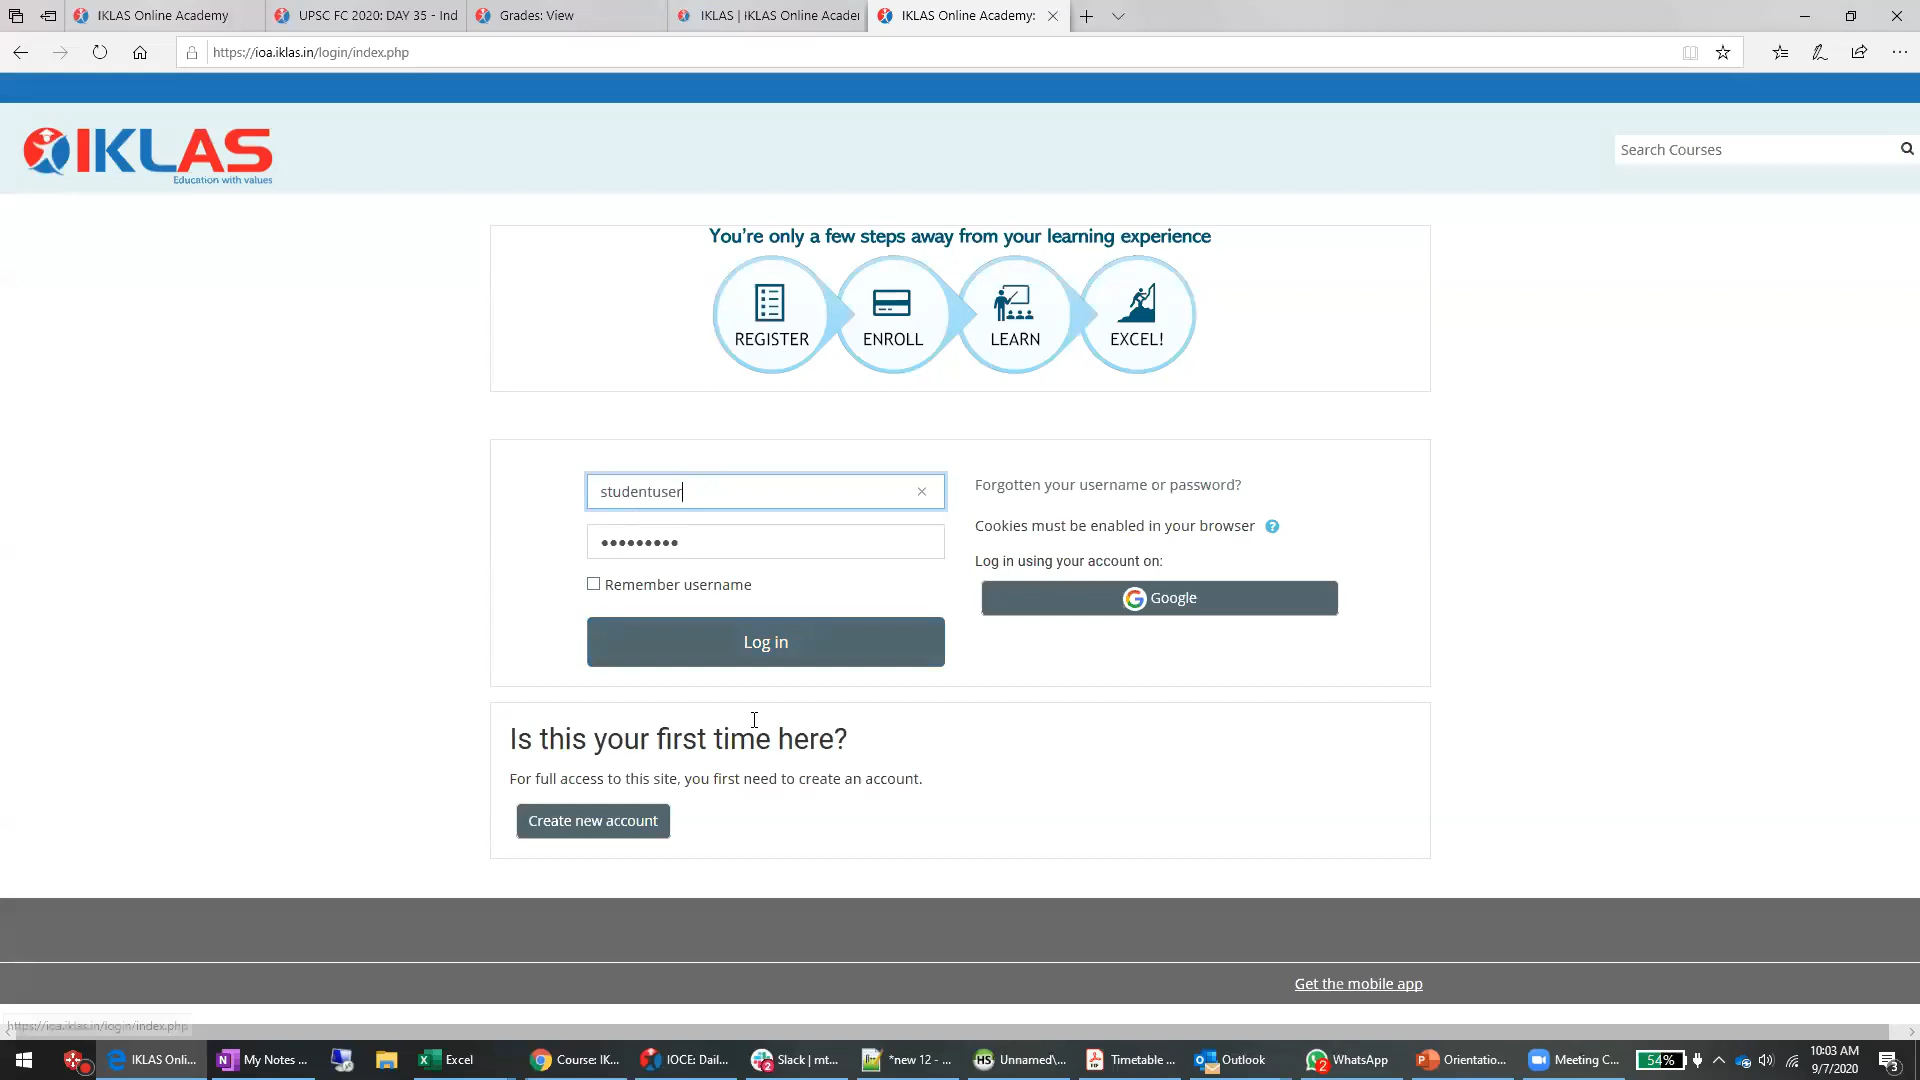 IKLAS Online Academy
UPSC FC 2020: DAY 35 - Ind
Grades: View
IKLAS | IKLAS Online Acader
IKLAS Online Academy:
https://ioa.iklas.in/login/index.php
IKLAS
Education with values
Search Courses
You're only a few steps away from your learning experience
REGISTER
ENROLL
LEARN
EXCEL!
studentuser
Forgotten your username or password?
•••••••••
Cookies must be enabled in your browser
Log in using your account on:
Remember username
Google
Log in
Is this your first time here?
For full access to this site, you first need to create an account.
Create new account
Get the mobile app
https://ioa.iklas.in/login/index.php
IKLAS Onli...
My Notes ...
Excel
Course: IK...
IOCE: Dail...
Slack | mt...
*new 12 - ...
Unnamed\...
Timetable ...
Outlook
WhatsApp
Orientatio...
Meeting C...
54%
10:03 AM
9/7/2020